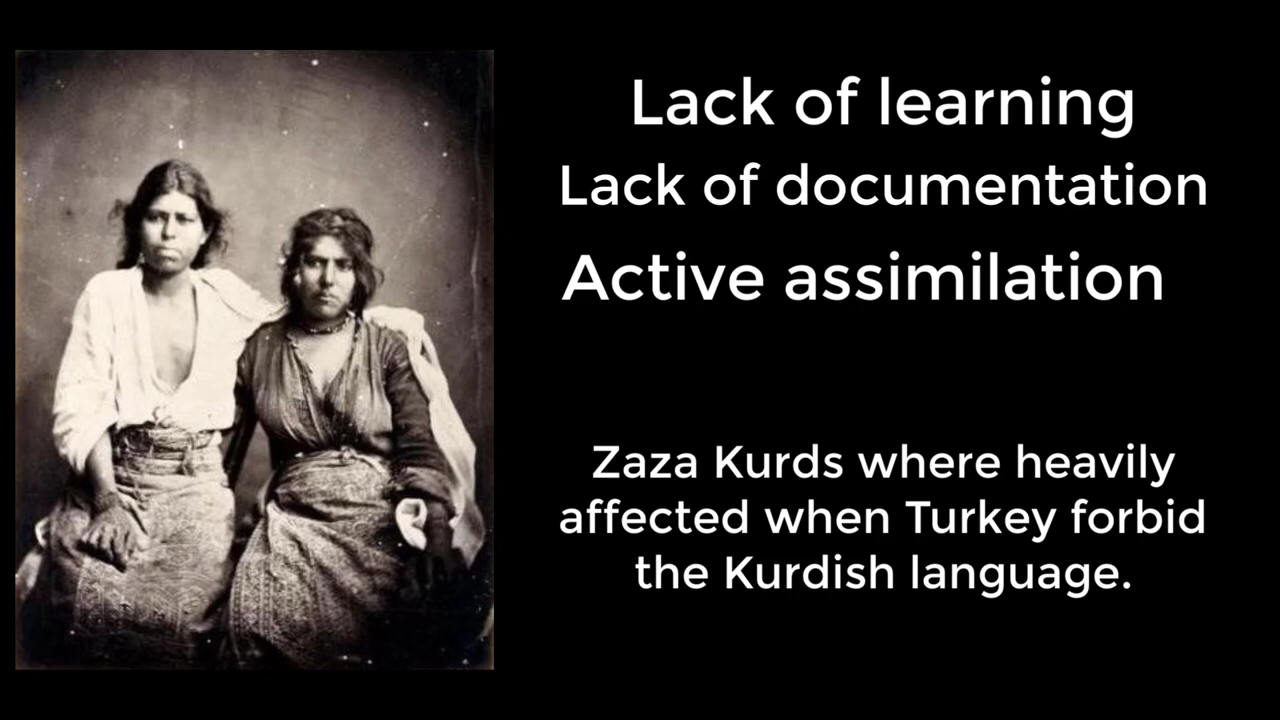 Lack of learning
Lack of documentation
Active assimilation
Zaza Kurds where heavily
affected when Turkey forbid
the Kurdish language.